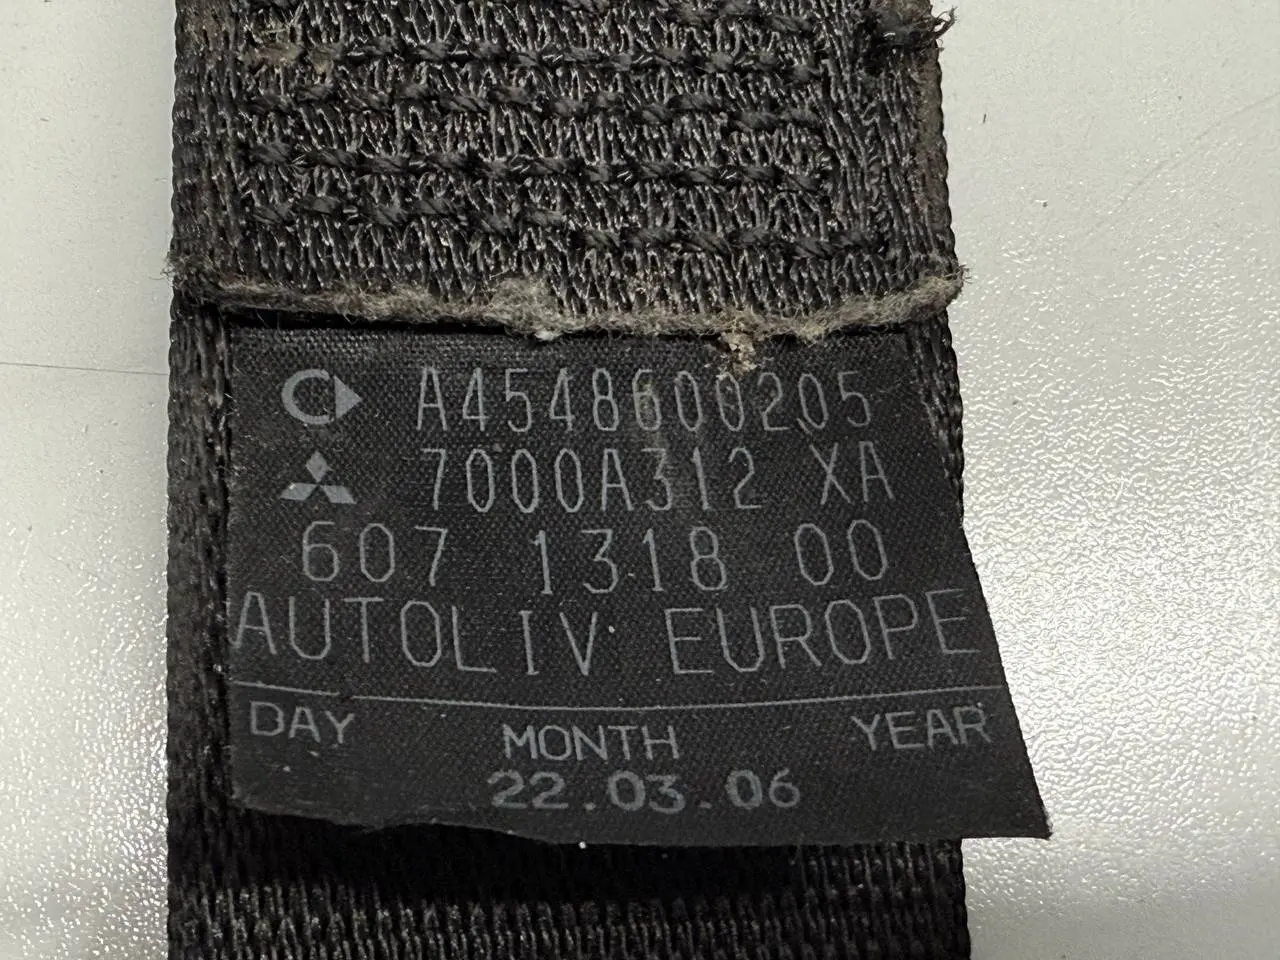 A4548600205
7000A312 XA
607 1318 00
AUTOLIV EUROPE
DAY MONTH YEAR
22.03.06